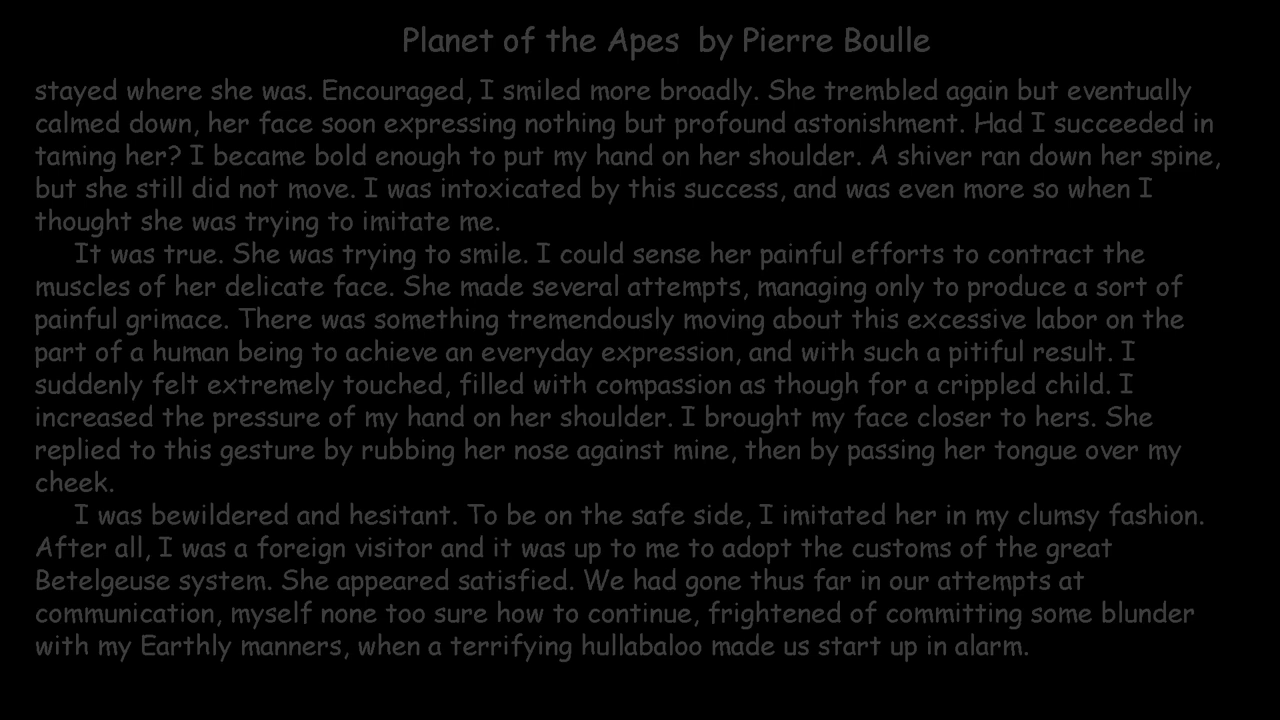 Planet of the Apes by Pierre Boulle
stayed where she was. Encouraged, I smiled more broadly. She trembled again but eventually
calmed down, her face soon expressing nothing but profound astonishment. Had I succeeded in
taming her? I became bold enough to put my hand on her shoulder. A shiver ran down her spine,
but she still did not move. I was intoxicated by this success, and was even more so when I
thought she was trying to imitate me.
It was true. She was trying to smile. I could sense her painful efforts to contract the
muscles of her delicate face. She made several attempts, managing only to produce a sort of
painful grimace. There was something tremendously moving about this excessive labor on the
part of a human being to achieve an everyday expression, and with such a pitiful result. I
suddenly felt extremely touched, filled with compassion as though for a crippled child. I
increased the pressure of my hand on her shoulder. I brought my face closer to hers. She
replied to this gesture by rubbing her nose against mine, then by passing her tongue over my
cheek.
I was bewildered and hesitant. To be on the safe side, I imitated her in my clumsy fashion.
After all, I was a foreign visitor and it was up to me to adopt the customs of the great
Betelgeuse system. She appeared satisfied. We had gone thus far in our attempts at
communication, myself none too sure how to continue, frightened of committing some blunder
with my Earthly manners, when a terrifying hullabaloo made us start up in alarm.